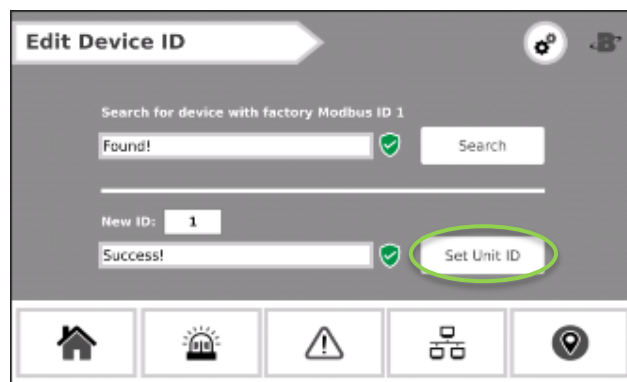 Edit Device ID
B
Search for device with factory Modbus ID 1
Found!
Search
New ID: 1
Success!
Set Unit ID